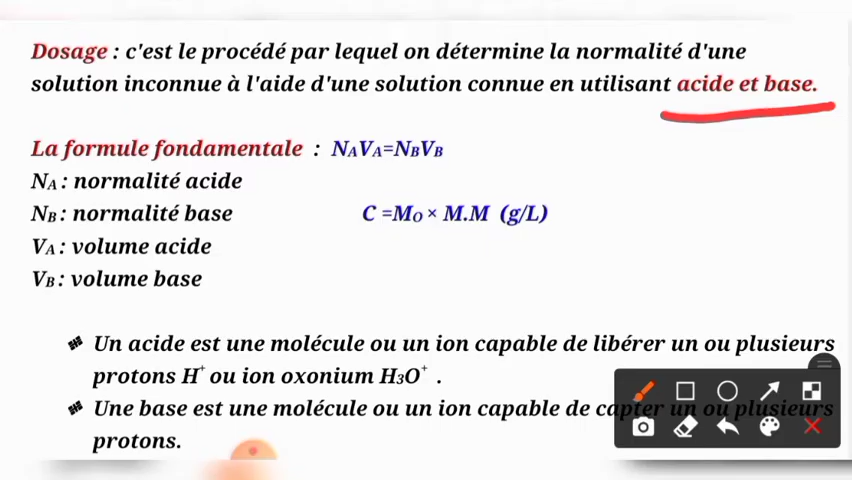 Dosage : c'est le procédé par lequel on détermine la normalité d'une
solution inconnue à l'aide d'une solution connue en utilisant acide et base.
La formule fondamentale : NAVA=NBVB
NA : normalité acide
NB : normalité base C =MO × M.M (g/L)
VA : volume acide
VB : volume base
Un acide est une molécule ou un ion capable de libérer un ou plusieurs
protons H⁺ ou ion oxonium H₃O⁺ .
Une base est une molécule ou un ion capable de capter un ou plusieurs
protons.